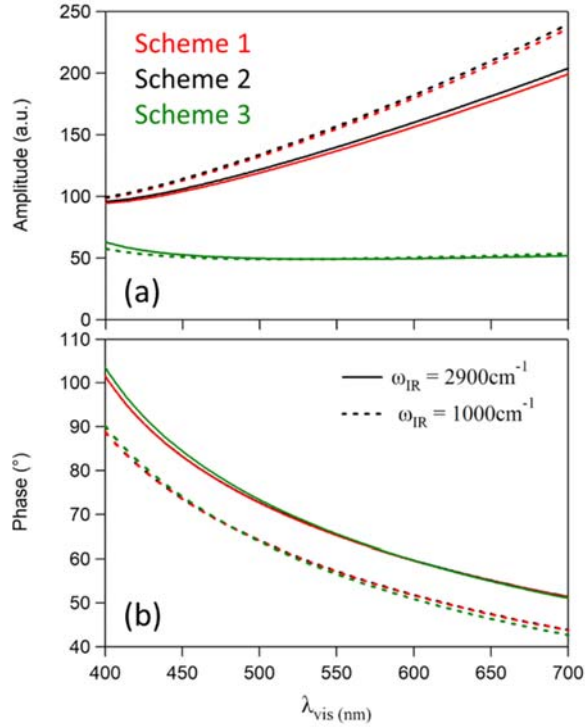 250
200
150
100
50
0
Amplitude (a.u.)
Scheme 1
Scheme 2
Scheme 3
(a)
110
100
90
80
70
60
50
40
Phase (°)
ω_IR = 2900cm⁻¹
ω_IR = 1000cm⁻¹
(b)
400 450 500 550 600 650 700
λ_vis (nm)